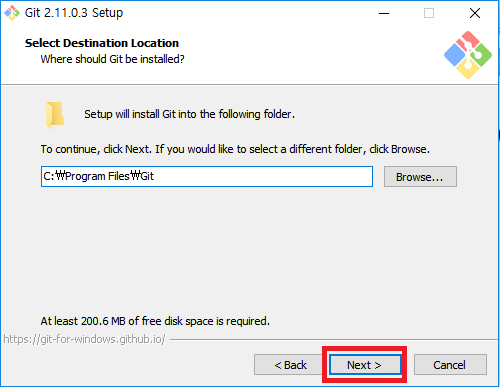 Git 2.11.0.3 Setup
Select Destination Location
Where should Git be installed?
Setup will install Git into the following folder.
To continue, click Next. If you would like to select a different folder, click Browse.
C:₩Program Files₩Git
Browse...
At least 200.6 MB of free disk space is required.
https://git-for-windows.github.io/
< Back
Next >
Cancel